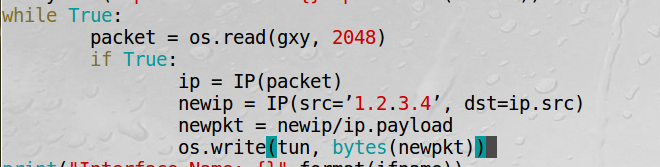 while True:
        packet = os.read(gxy, 2048)
        if True:
                ip = IP(packet)
                newip = IP(src=’1.2.3.4’, dst=ip.src)
                newpkt = newip/ip.payload
                os.write(tun, bytes(newpkt))
print("Interface Name: {}".format(ifname))